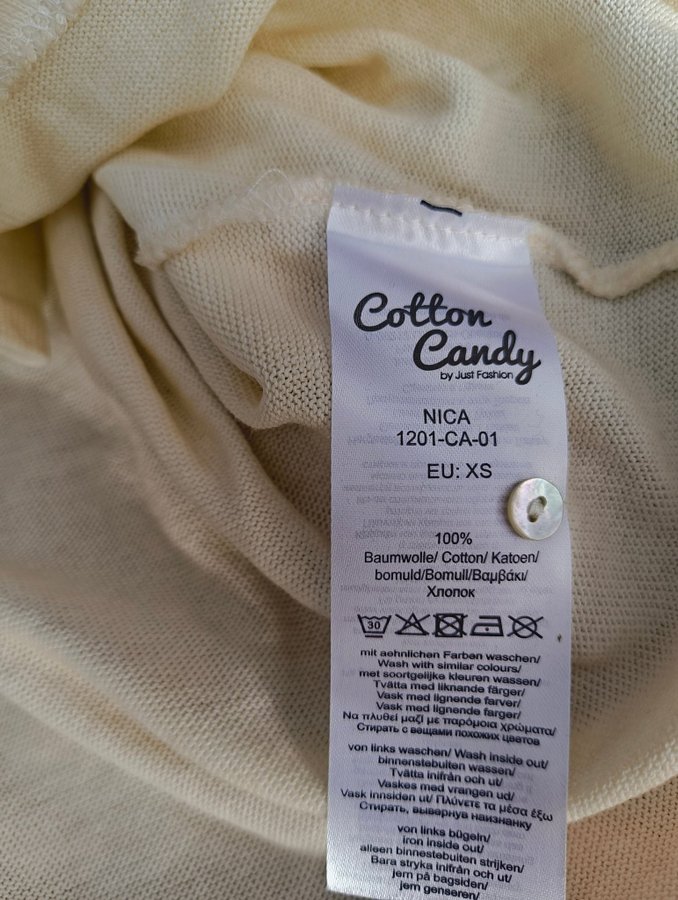 Cotton
Candy
by Just Fashion
NICA
1201-CA-01
EU: XS
100%
Baumwolle/ Cotton/ Katoen/
bomuld/Bomull/Βαμβάκι/
Хлопок
30
mit aehnlichen Farben waschen/
Wash with similar colours/
met soortgelijke kleuren wassen/
Tvätta med liknande färger/
Vask med lignende farver/
Vask med lignende farger/
Να πλυθεί μαζί με παρόμοια χρώματα/
Стирать с вещами похожих цветов
von links waschen/ Wash inside out/
binnenstebuiten wassen/
Tvätta inifrån och ut/
Vaskes med vrangen ud/
Vask innsiden ut/ Πλύνετε τα μέσα έξω
Стирать, вывернув наизнанку
von links bügeln/
iron inside out/
alleen binnenstebuiten strijken/
Bara stryka inifrån och ut/
jern på bagsiden/
jern genseren/